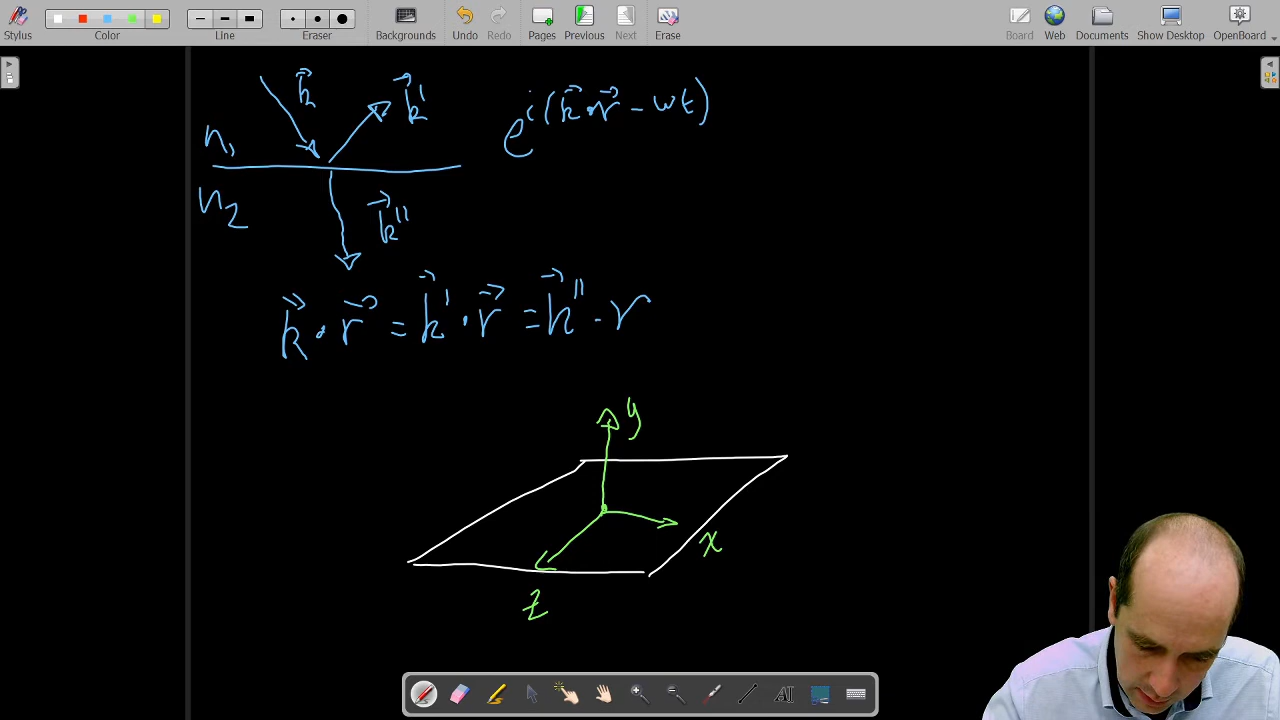 Stylus Color Line Eraser Backgrounds Undo Redo Pages Previous Next Erase Board Web Documents Show Desktop OpenBoard
k⃗ k⃗' e^{i(k⃗·r⃗ - ωt)}
n₁
n₂ k⃗''
k⃗ · r⃗ = k⃗' · r⃗ = k⃗'' · r
y
x
z
AI